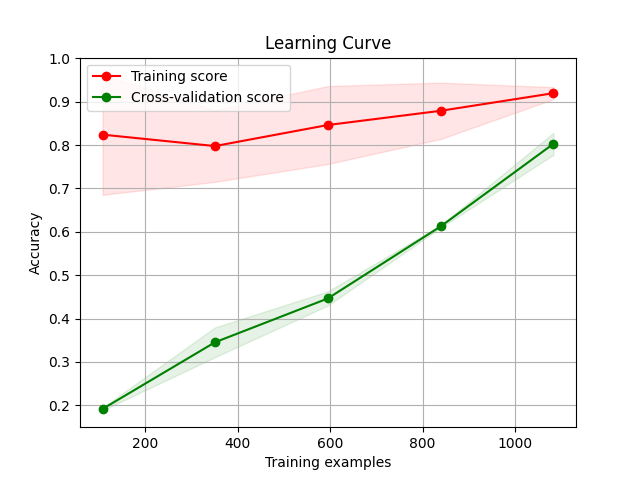 Learning Curve
Training score
Cross-validation score
1.0
0.9
0.8
0.7
0.6
0.5
0.4
0.3
0.2
Accuracy
200 400 600 800 1000
Training examples